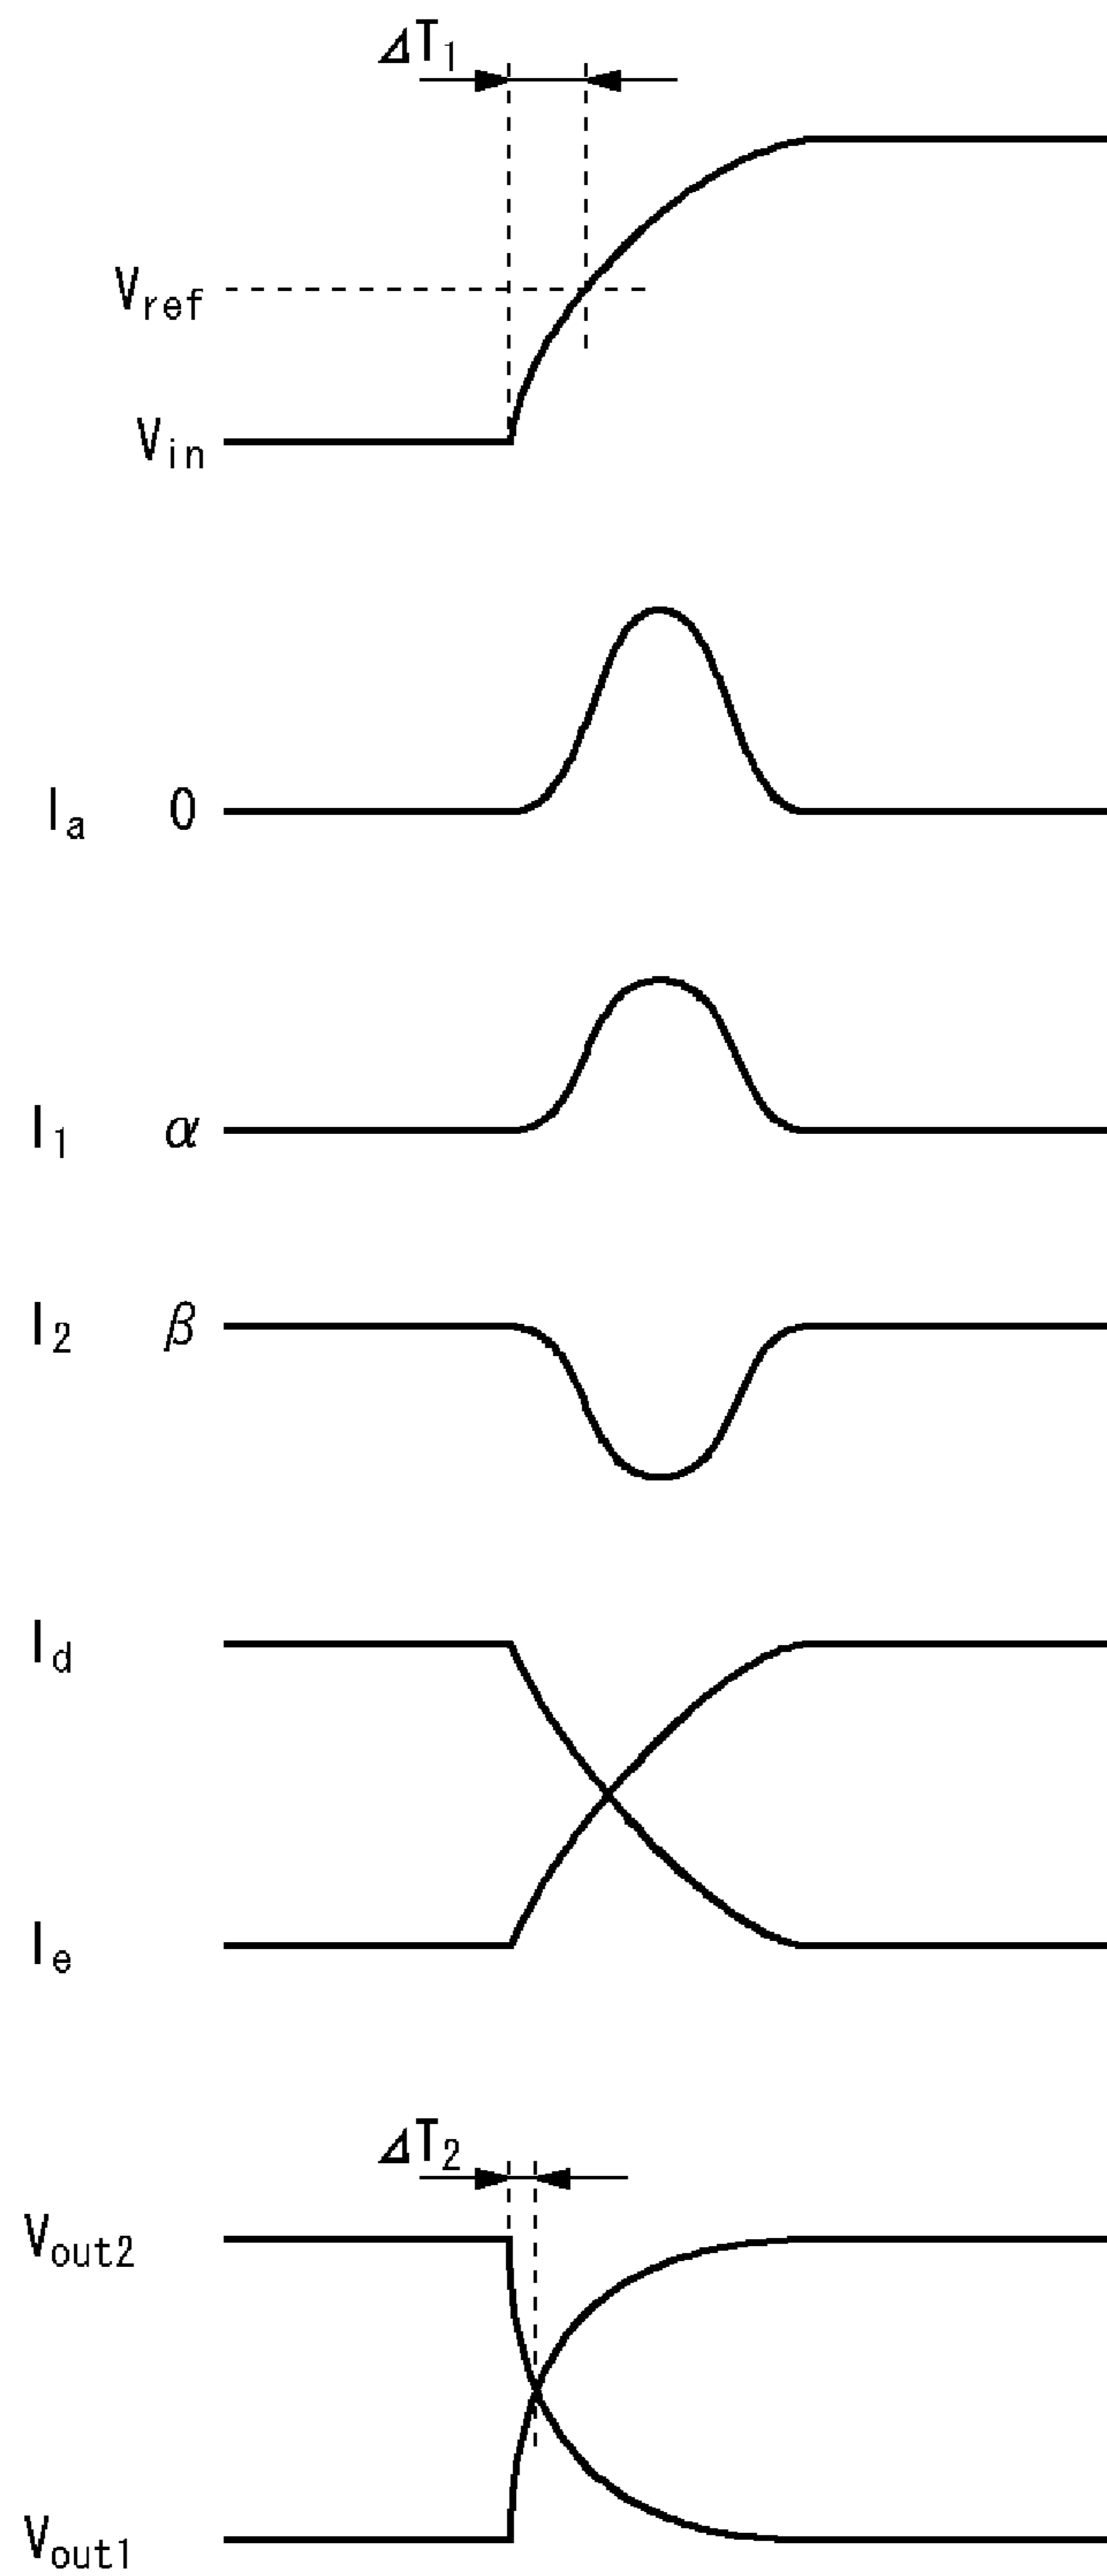 ΔT1
Vref
Vin
Ia 0
I1 α
I2 β
Id
Ie
ΔT2
Vout2
Vout1